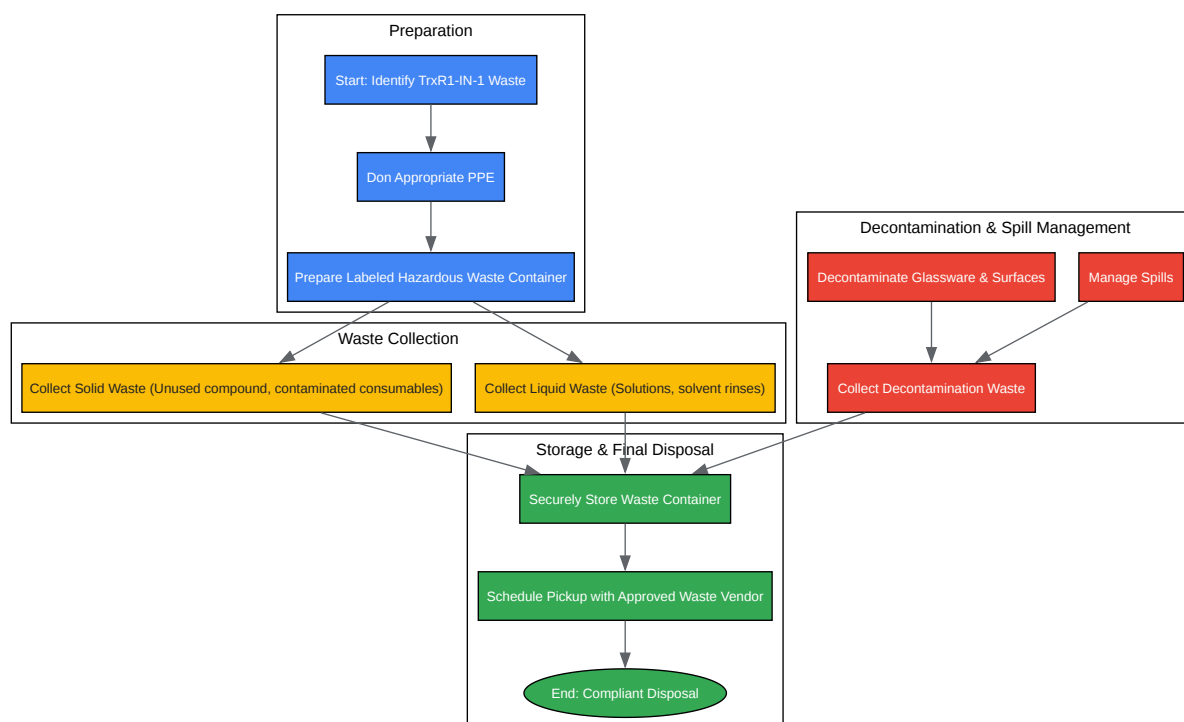 Preparation
Start: Identify TrxR1-IN-1 Waste
Don Appropriate PPE
Prepare Labeled Hazardous Waste Container
Decontamination & Spill Management
Decontaminate Glassware & Surfaces
Manage Spills
Collect Decontamination Waste
Waste Collection
Collect Solid Waste (Unused compound, contaminated consumables)
Collect Liquid Waste (Solutions, solvent rinses)
Storage & Final Disposal
Securely Store Waste Container
Schedule Pickup with Approved Waste Vendor
End: Compliant Disposal